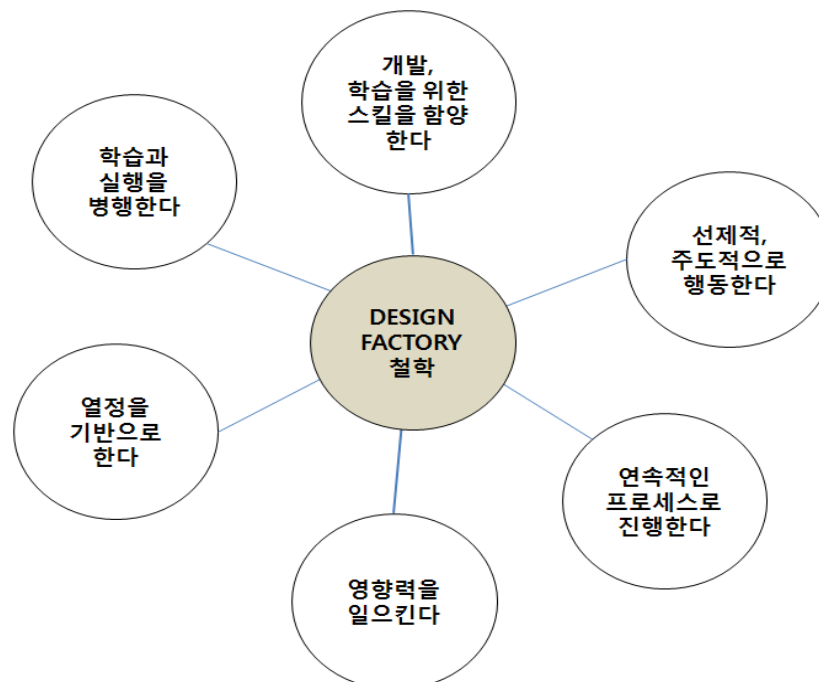 개발,
학습을 위한
스킬을 함양
한다
학습과
실행을
병행한다
선제적,
주도적으로
행동한다
DESIGN
FACTORY
철학
열정을
기반으로
한다
연속적인
프로세스로
진행한다
영향력을
일으킨다